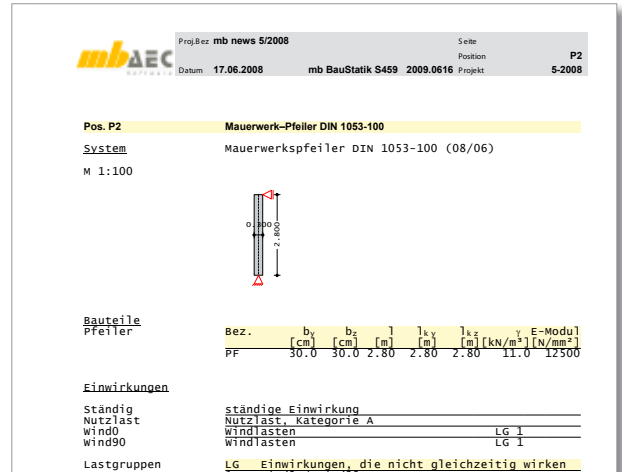 mb AEC
Software
Proj.Bez mb news 5/2008 Seite
Position P2
Datum 17.06.2008 mb BauStatik S459 2009.0616 Projekt 5-2008
Pos. P2 Mauerwerk–Pfeiler DIN 1053-100
System Mauerwerkspfeiler DIN 1053-100 (08/06)
M 1:100
0.300
2.800
Bauteile
Pfeiler Bez. by bz l lky lkz γ E-Modul
[cm] [cm] [m] [m] [m] [kN/m³] [N/mm²]
PF 30.0 30.0 2.80 2.80 2.80 11.0 12500
Einwirkungen
Ständig ständige Einwirkung
Nutzlast Nutzlast, Kategorie A
Wind0 Windlasten LG 1
Wind90 Windlasten LG 1
Lastgruppen LG Einwirkungen, die nicht gleichzeitig wirken